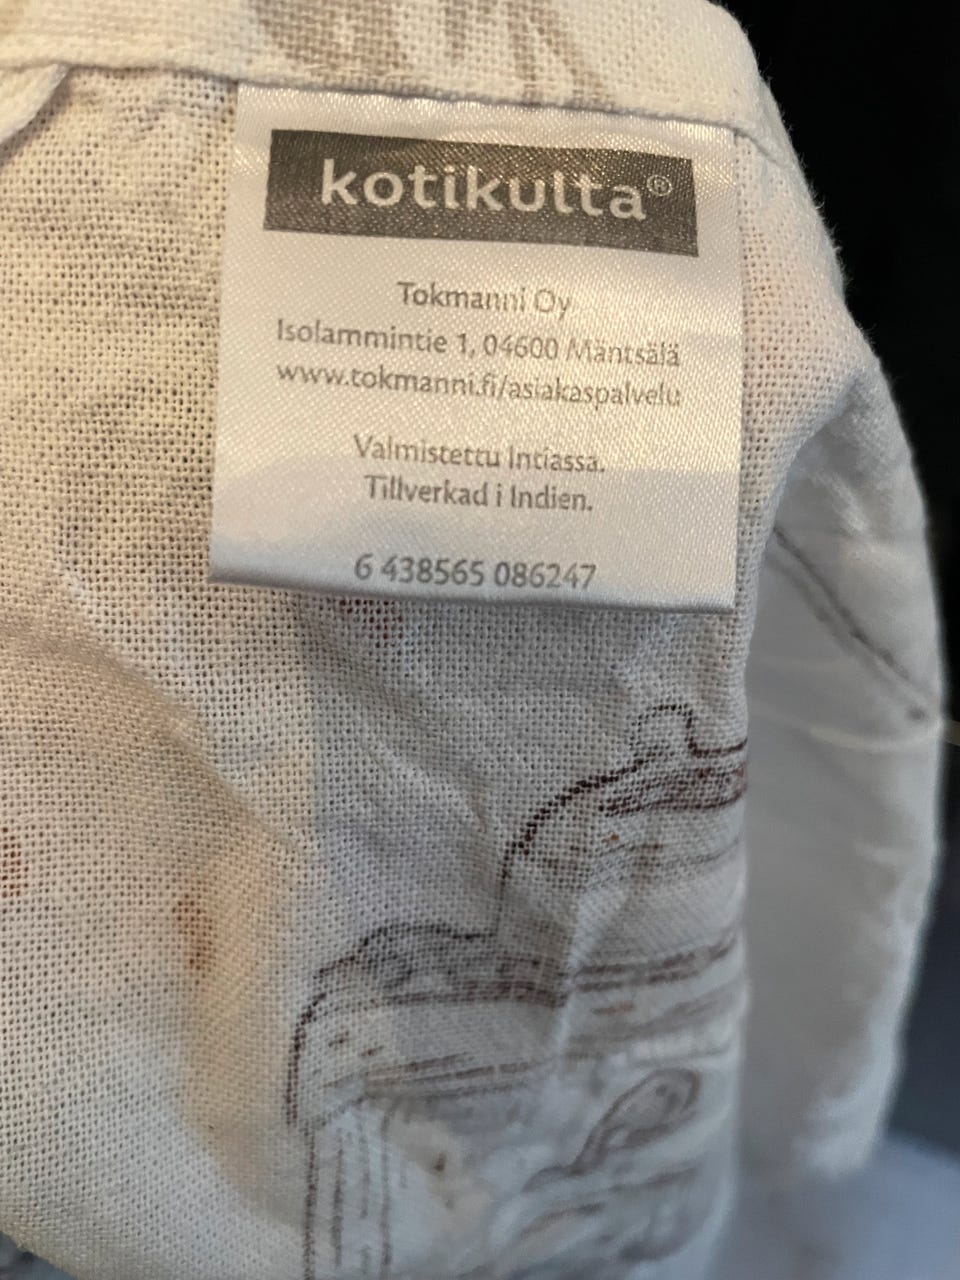 kotikulta®
Tokmanni Oy
Isolammintie 1, 04600 Mäntsälä
www.tokmanni.fi/asiakaspalvelu
Valmistettu Intiassa.
Tillverkad i Indien.
6 438565 086247